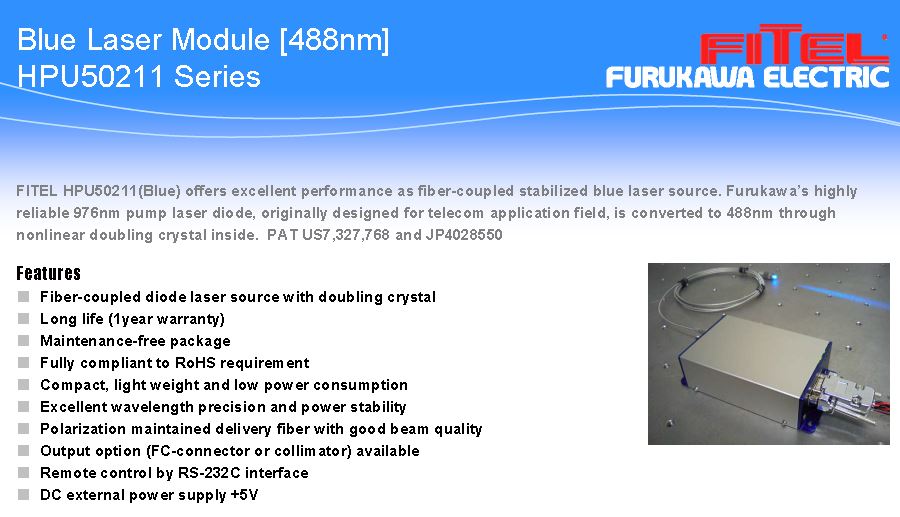 Blue Laser Module [488nm]
HPU50211 Series
FITEL
FURUKAWA ELECTRIC
FITEL HPU50211(Blue) offers excellent performance as fiber-coupled stabilized blue laser source. Furukawa's highly
reliable 976nm pump laser diode, originally designed for telecom application field, is converted to 488nm through
nonlinear doubling crystal inside. PAT US7,327,768 and JP4028550
Features
Fiber-coupled diode laser source with doubling crystal
Long life (1year warranty)
Maintenance-free package
Fully compliant to RoHS requirement
Compact, light weight and low power consumption
Excellent wavelength precision and power stability
Polarization maintained delivery fiber with good beam quality
Output option (FC-connector or collimator) available
Remote control by RS-232C interface
DC external power supply +5V